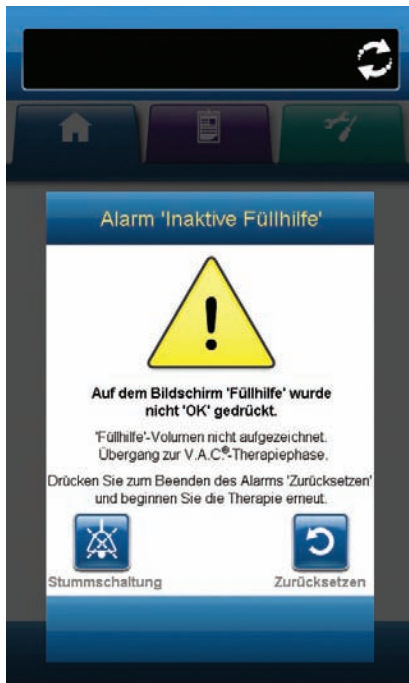 Alarm 'Inaktive Füllhilfe'
Auf dem Bildschirm 'Füllhilfe' wurde
nicht 'OK' gedrückt.
'Füllhilfe'-Volumen nicht aufgezeichnet.
Übergang zur V.A.C.®-Therapiephase.
Drücken Sie zum Beenden des Alarms 'Zurücksetzen'
und beginnen Sie die Therapie erneut.
Stummschaltung
Zurücksetzen